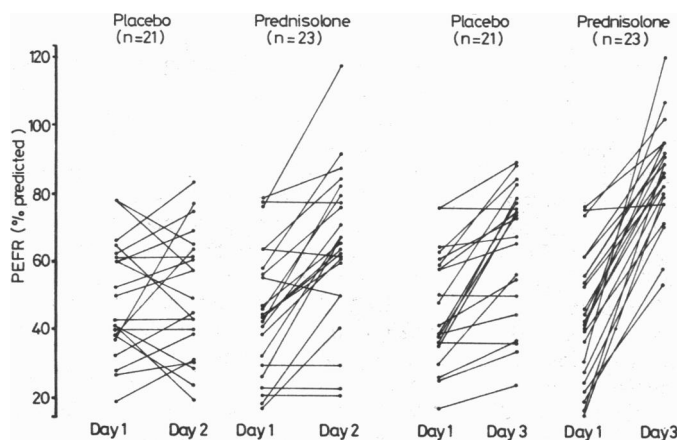 Placebo
(n=21)
Prednisolone
(n=23)
Placebo
(n=21)
Prednisolone
(n=23)
PEFR (% predicted)
120
100
80
60
40
20
Day 1 Day 2 Day 1 Day 2 Day 1 Day 3 Day 1 Day 3